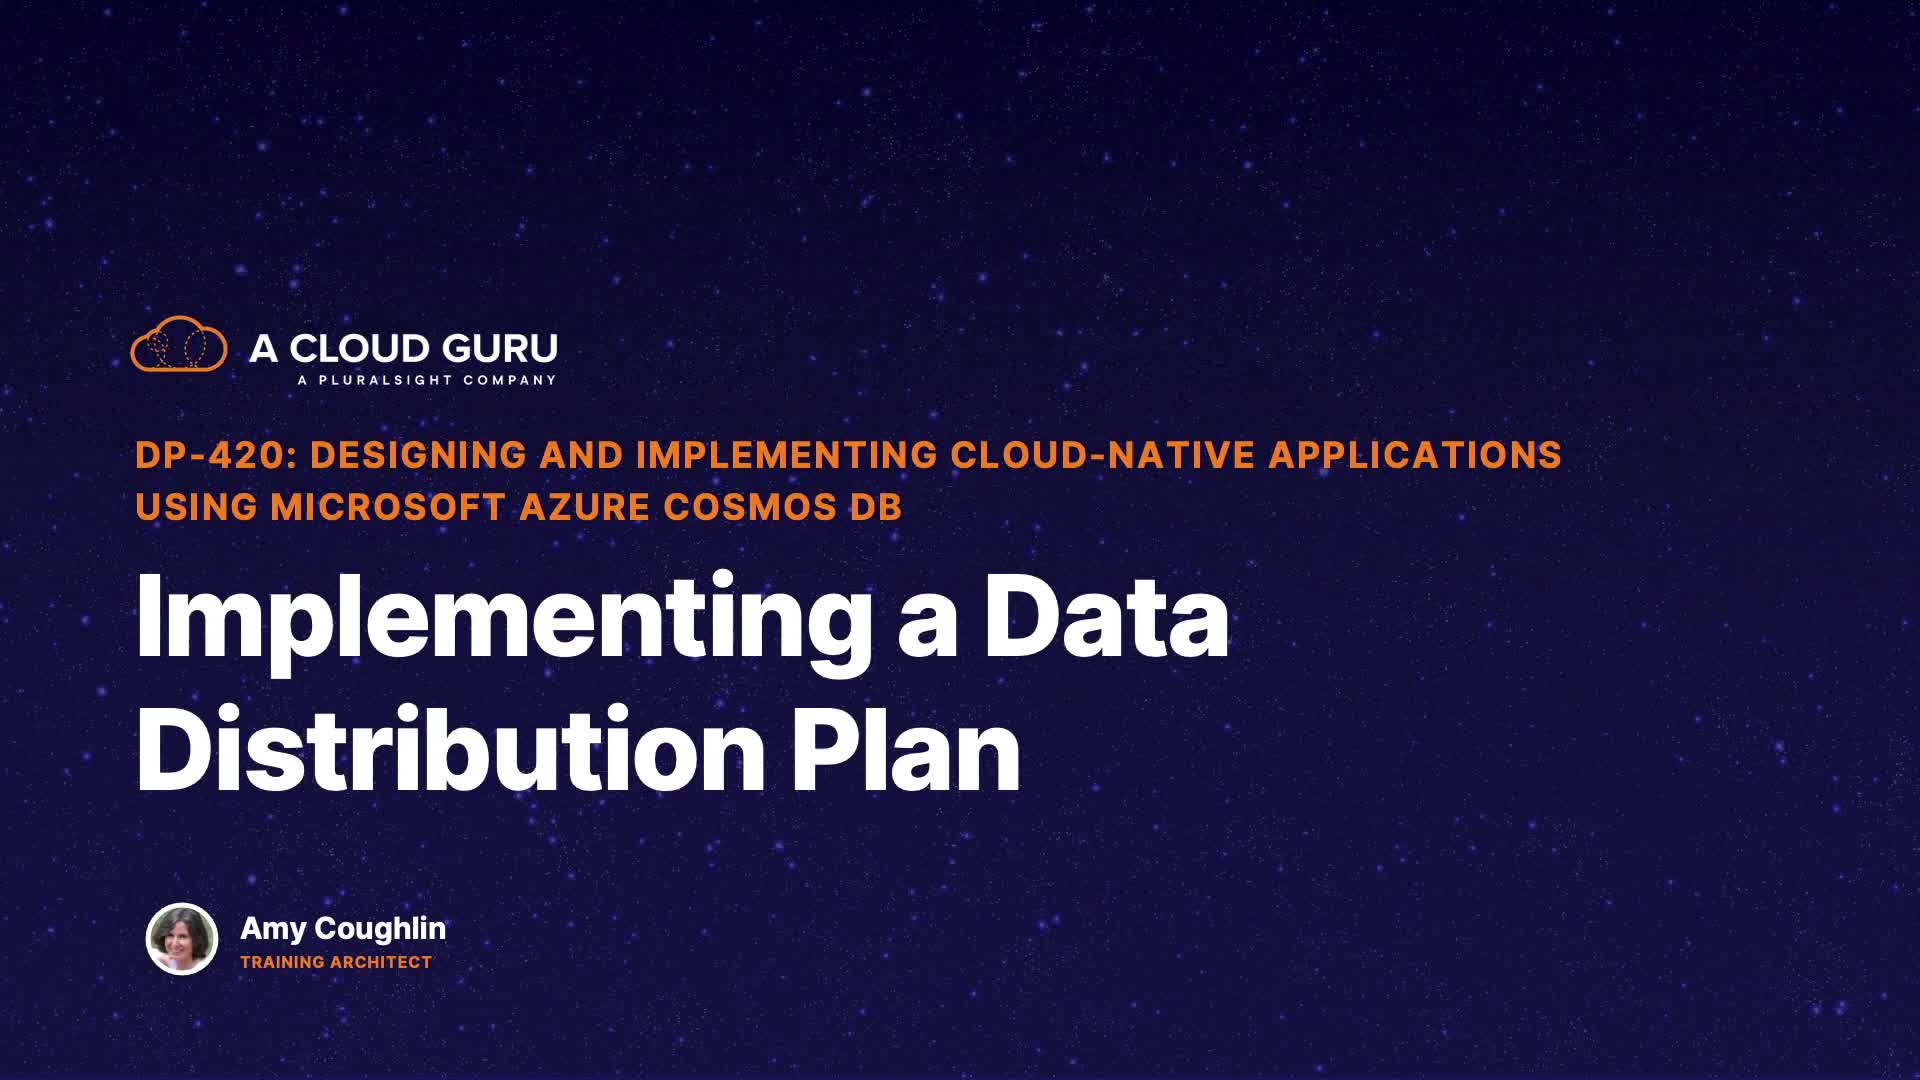 A CLOUD GURU
A PLURALSIGHT COMPANY
DP-420: DESIGNING AND IMPLEMENTING CLOUD-NATIVE APPLICATIONS
USING MICROSOFT AZURE COSMOS DB
Implementing a Data
Distribution Plan
Amy Coughlin
TRAINING ARCHITECT